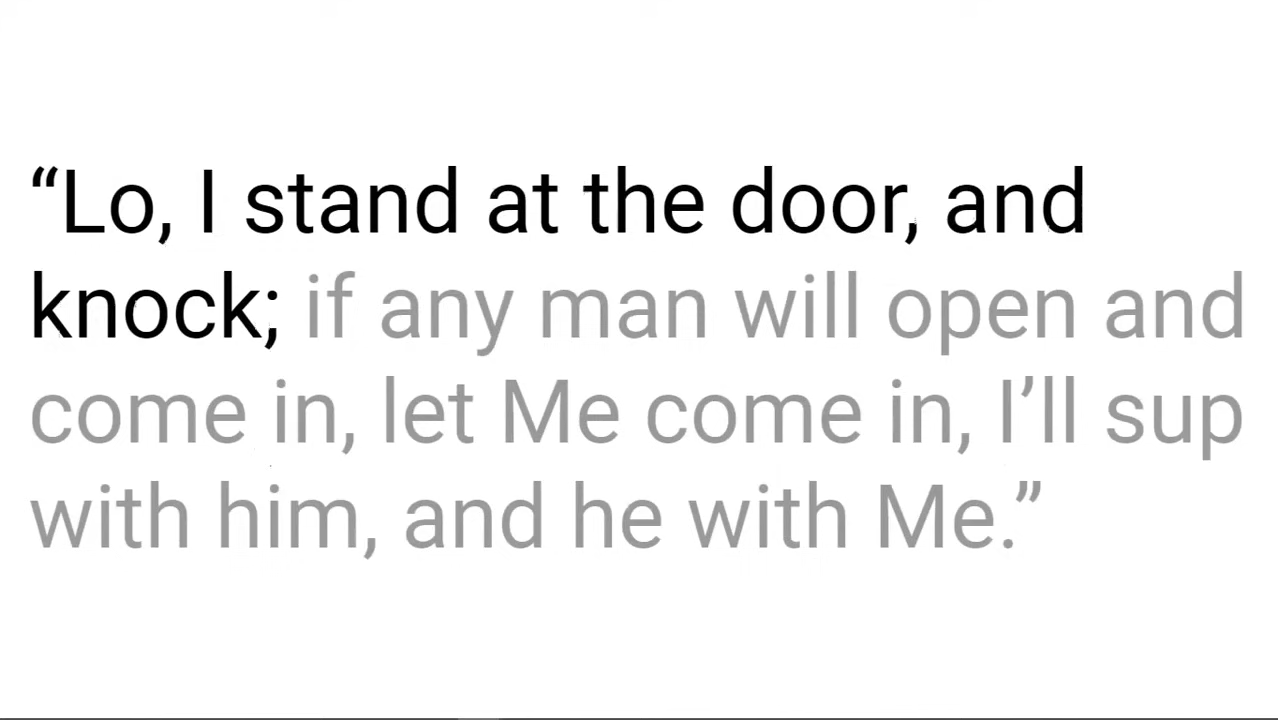 “Lo, I stand at the door, and
knock; if any man will open and
come in, let Me come in, I’ll sup
with him, and he with Me.”